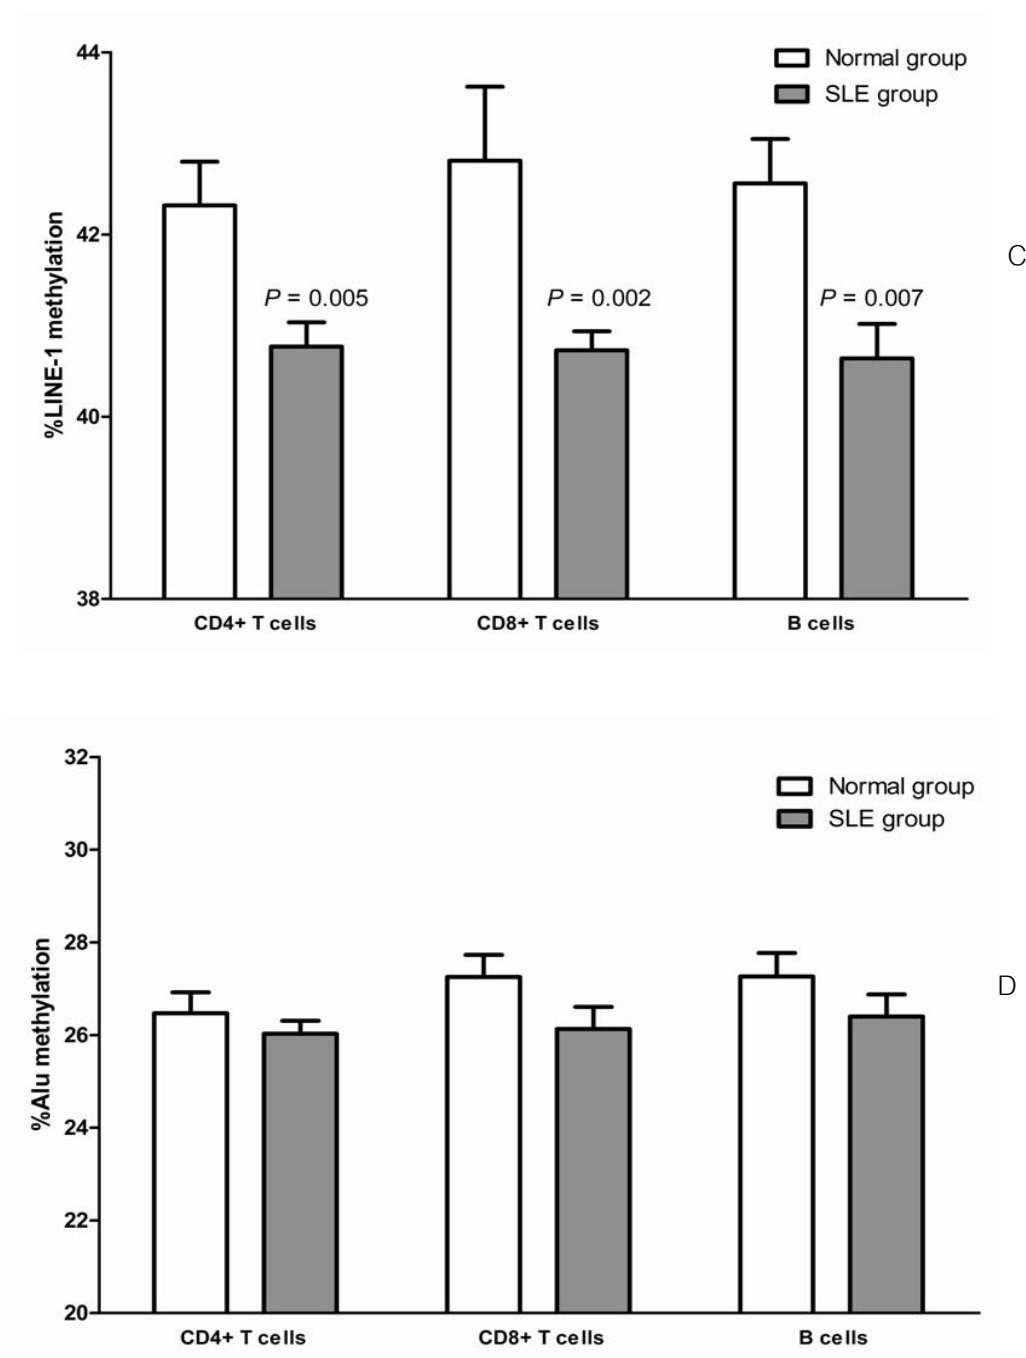 44
Normal group
SLE group
42
C
%LINE-1 methylation
P = 0.005
P = 0.002
P = 0.007
40
38
CD4+ T cells
CD8+ T cells
B cells
32
Normal group
SLE group
30
28
D
%Alu methylation
26
24
22
20
CD4+ T cells
CD8+ T cells
B cells